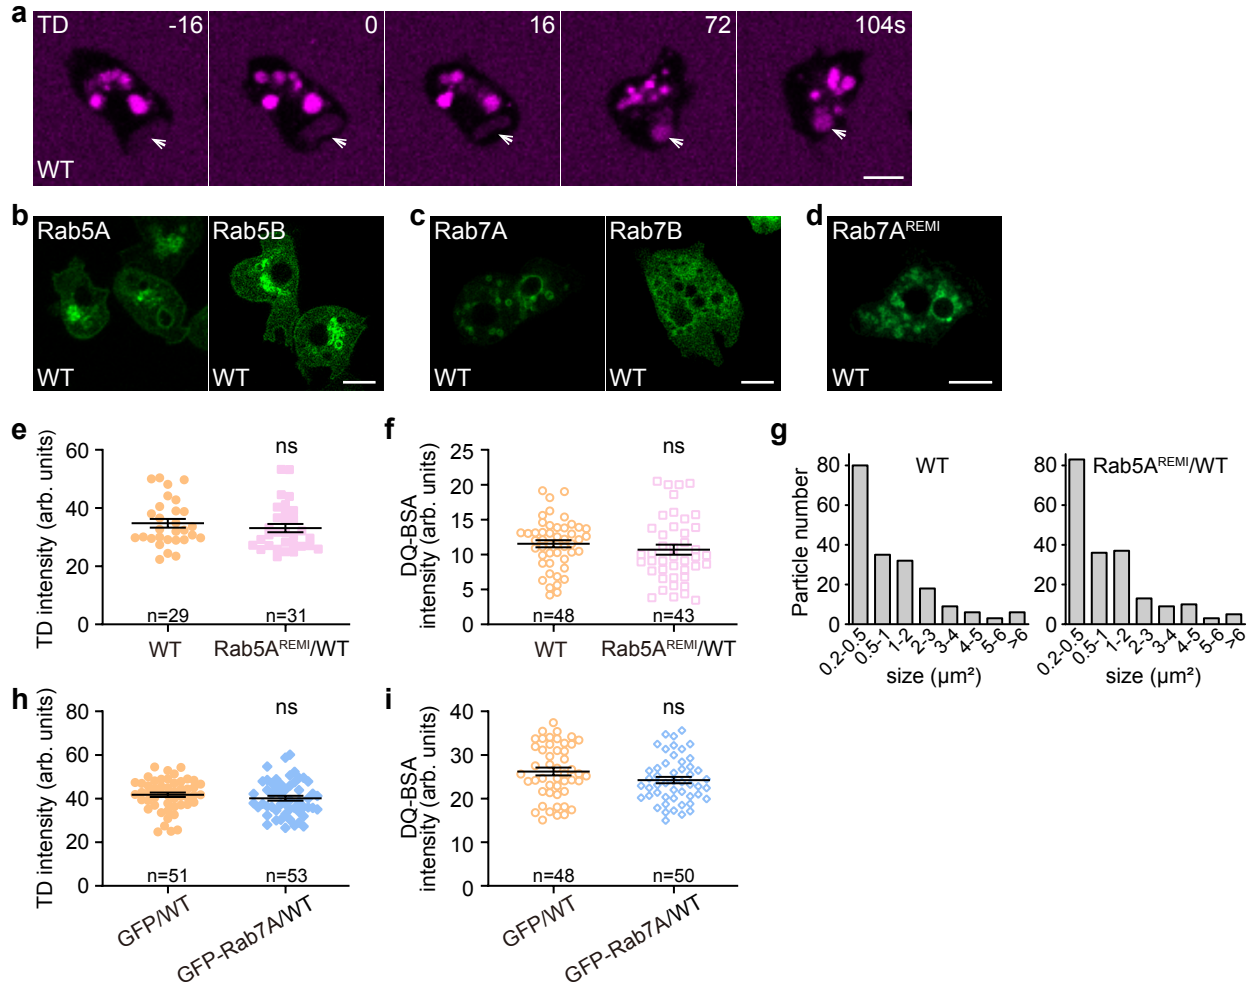 a
TD -16 0 16 72 104s
WT
b c d
Rab5A Rab5B Rab7A Rab7B Rab7A^REMI
WT WT WT WT WT
e
TD intensity (arb. units)
60
40
20
0
ns
n=29 n=31
WT Rab5A^REMI/WT
f
DQ-BSA
intensity (arb. units)
25
20
15
10
5
0
ns
n=48 n=43
WT Rab5A^REMI/WT
g
Particle number
WT
80
60
40
20
0
0.2-0.5 0.5-1 1-2 2-3 3-4 4-5 5-6 >6
size (µm²)
Rab5A^REMI/WT
80
60
40
20
0
0.2-0.5 0.5-1 1-2 2-3 3-4 4-5 5-6 >6
size (µm²)
h
TD intensity (arb. units)
80
60
40
20
0
ns
n=51 n=53
GFP/WT GFP-Rab7A/WT
i
DQ-BSA
intensity (arb. units)
40
30
20
10
0
ns
n=48 n=50
GFP/WT GFP-Rab7A/WT